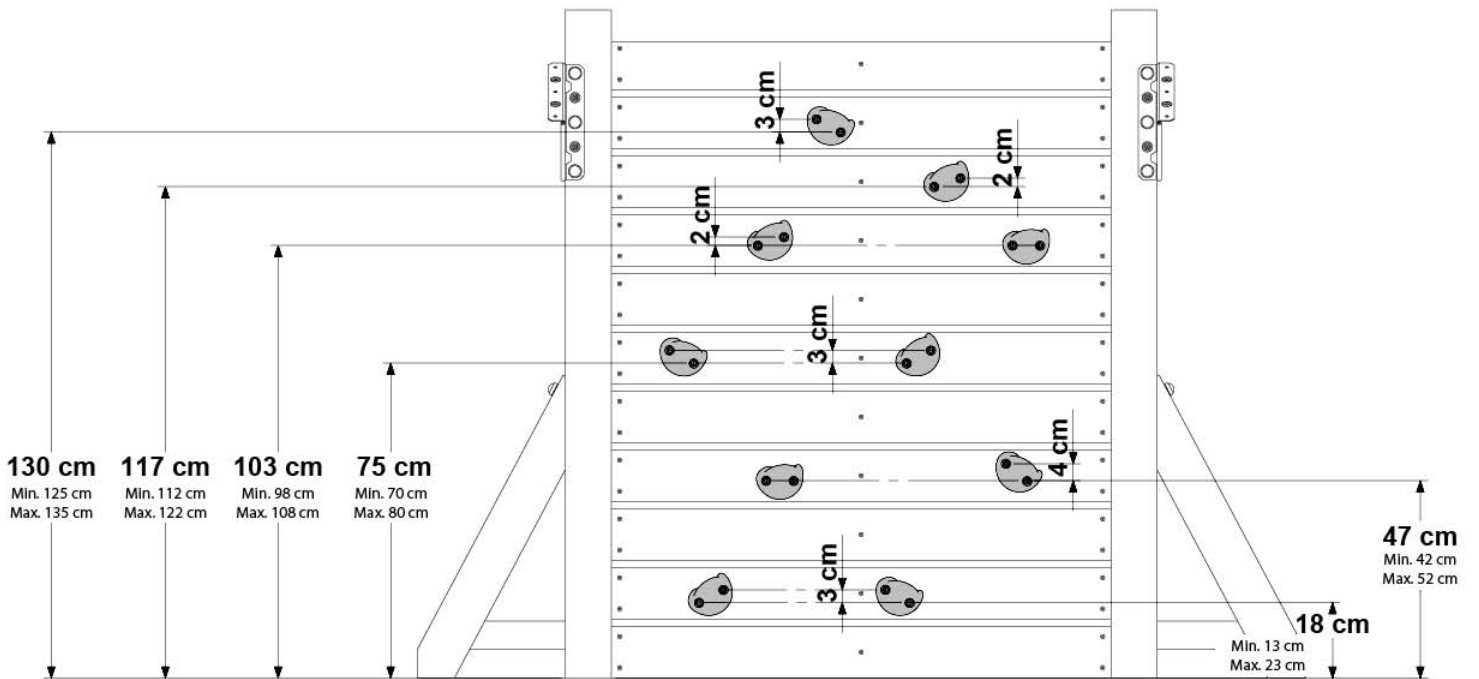 3 cm
2 cm
2 cm
3 cm
130 cm
Min. 125 cm
Max. 135 cm
117 cm
Min. 112 cm
Max. 122 cm
103 cm
Min. 98 cm
Max. 108 cm
75 cm
Min. 70 cm
Max. 80 cm
4 cm
47 cm
Min. 42 cm
Max. 52 cm
3 cm
18 cm
Min. 13 cm
Max. 23 cm